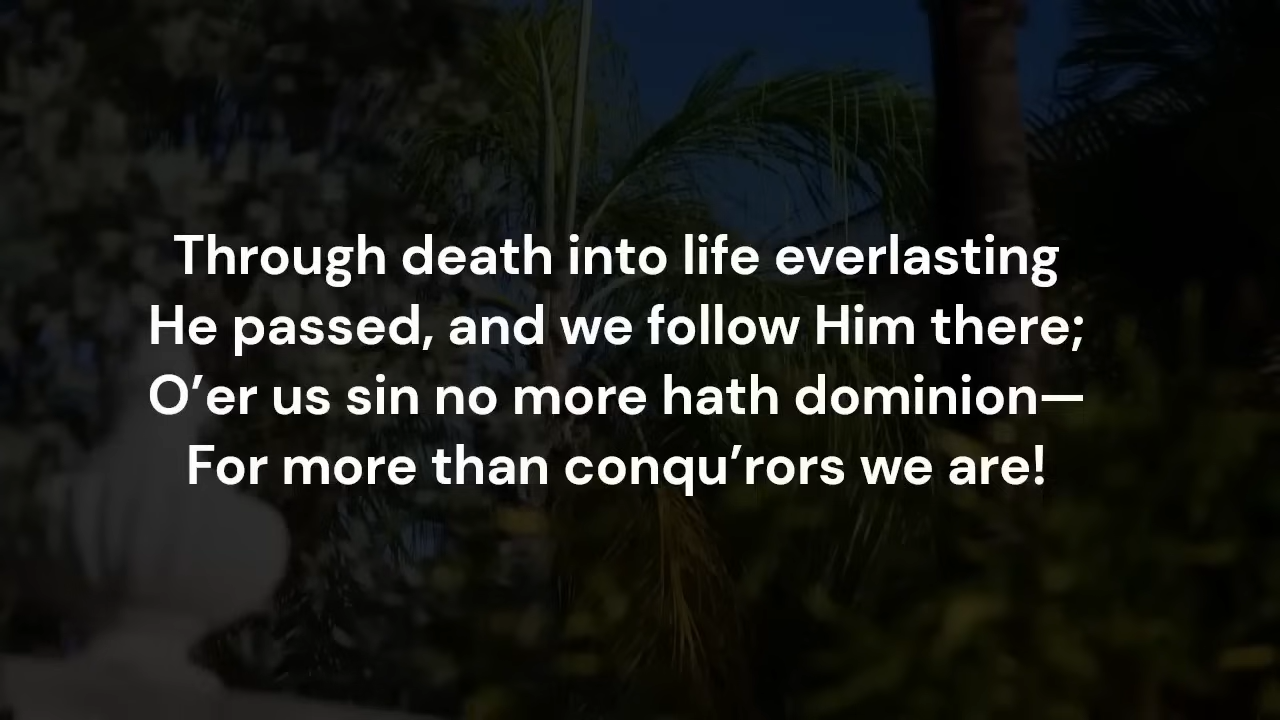 Through death into life everlasting
He passed, and we follow Him there;
O’er us sin no more hath dominion—
For more than conqu’rors we are!